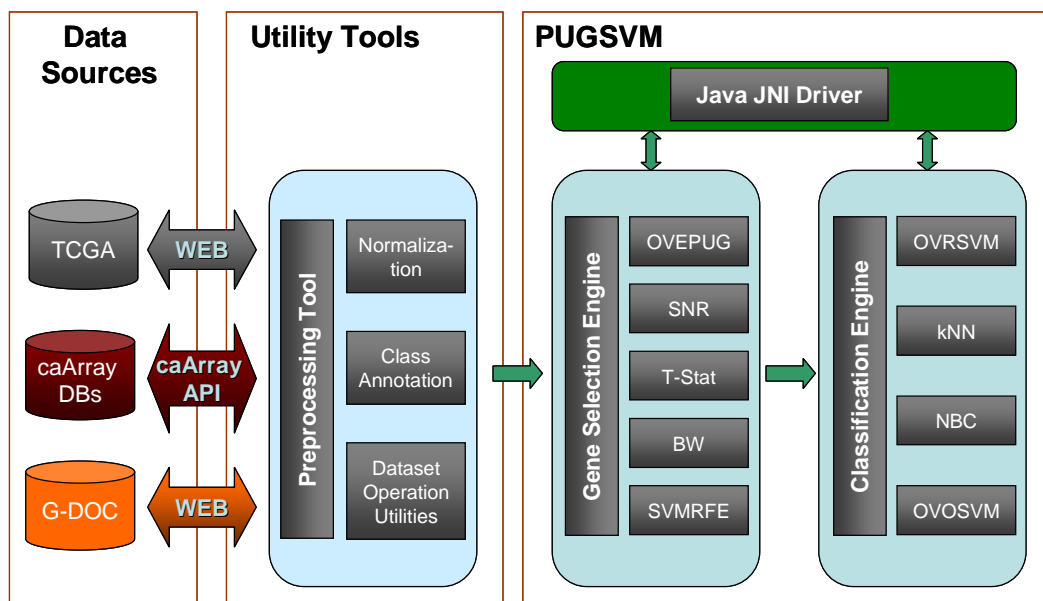 Data
Sources
Utility Tools
PUGSVM
Java JNI Driver
TCGA
WEB
caArray
DBs
caArray
API
G-DOC
WEB
Preprocessing Tool
Normaliza-
tion
Class
Annotation
Dataset
Operation
Utilities
Gene Selection Engine
OVEPUG
SNR
T-Stat
BW
SVMRFE
Classification Engine
OVRSVM
kNN
NBC
OVOSVM